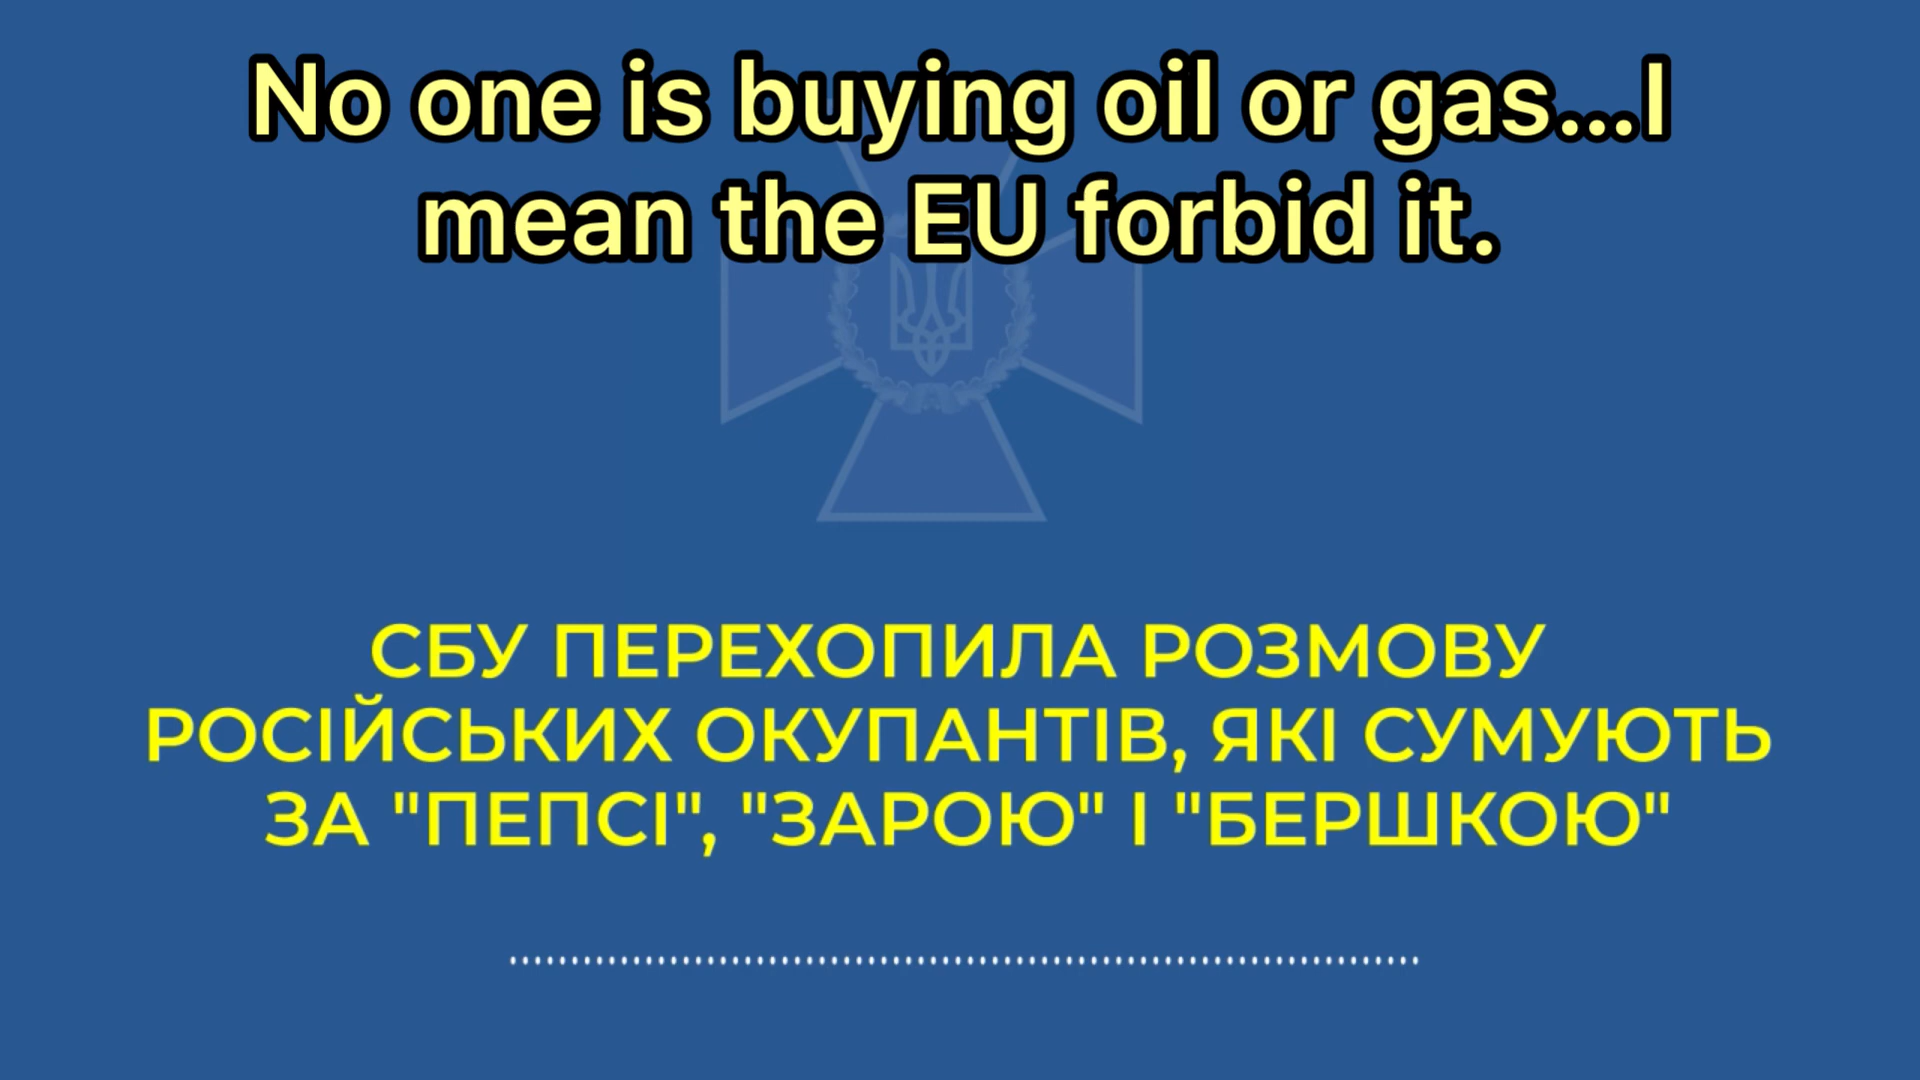 No one is buying oil or gas...I
mean the EU forbid it.
СБУ ПЕРЕХОПИЛА РОЗМОВУ
РОСІЙСЬКИХ ОКУПАНТІВ, ЯКІ СУМУЮТЬ
ЗА "ПЕПСІ", "ЗАРОЮ" І "БЕРШКОЮ"